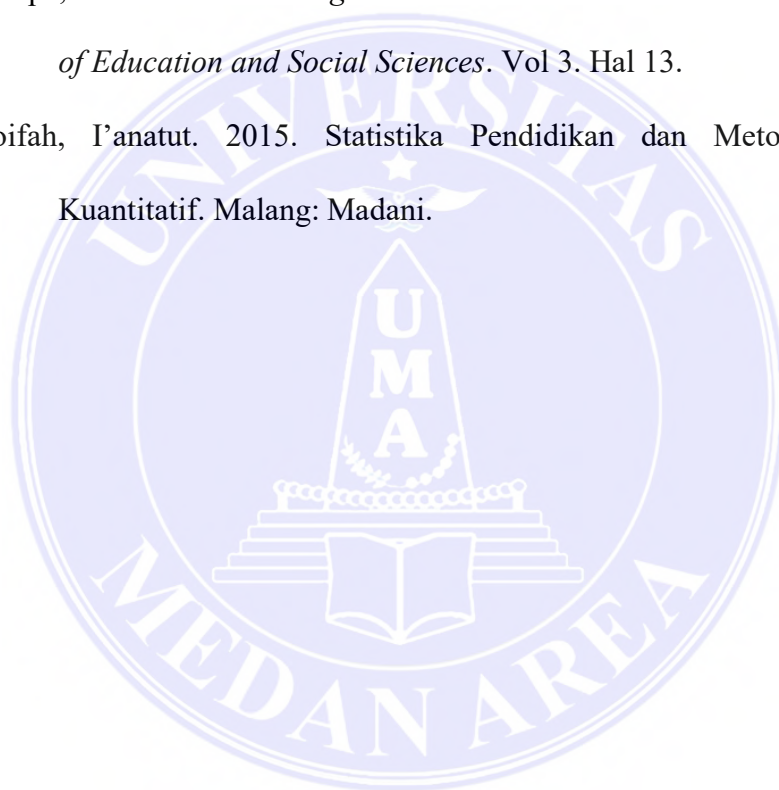 of Education and Social Sciences. Vol 3. Hal 13.
I’anatut. 2015. Statistika Pendidikan dan
Kuantitatif. Malang: Madani.
UNIVERSITAS
UMA
MEDAN AREA